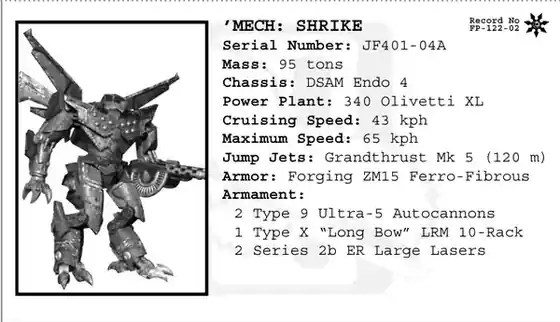 ’MECH: SHRIKE
Record No
FP-122-02
Serial Number: JF401-04A
Mass: 95 tons
Chassis: DSAM Endo 4
Power Plant: 340 Olivetti XL
Cruising Speed: 43 kph
Maximum Speed: 65 kph
Jump Jets: Grandthrust Mk 5 (120 m)
Armor: Forging ZM15 Ferro-Fibrous
Armament:
2 Type 9 Ultra-5 Autocannons
1 Type X “Long Bow” LRM 10-Rack
2 Series 2b ER Large Lasers